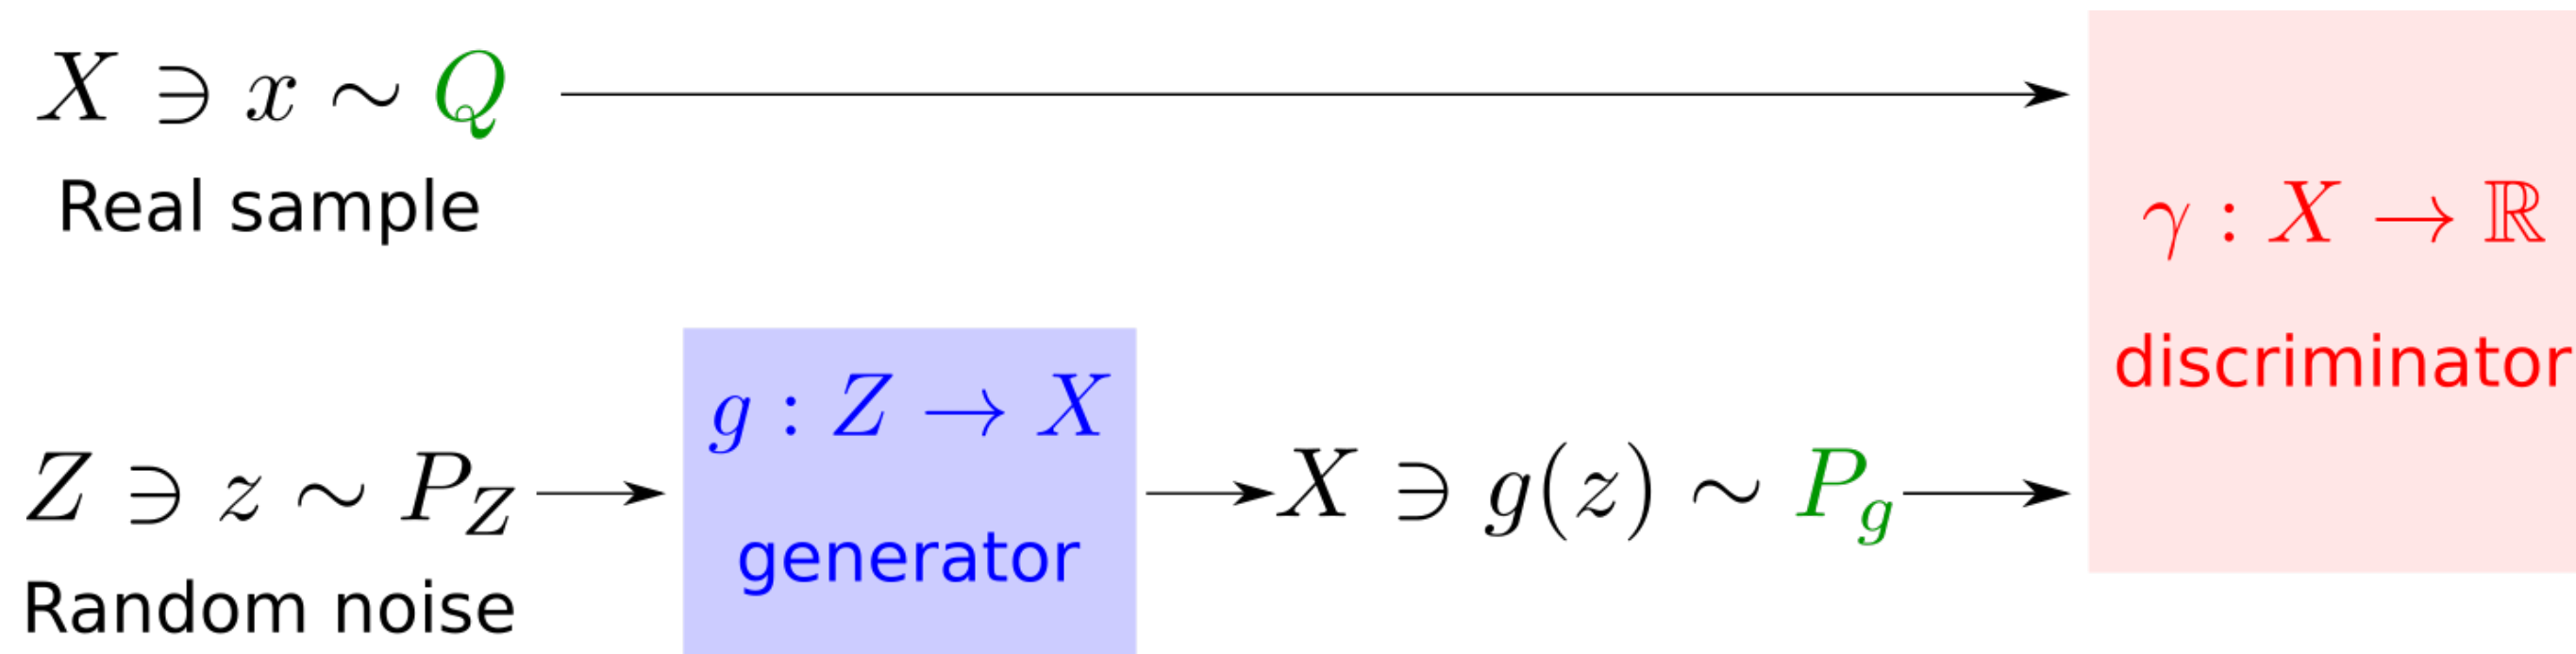 X ∋ x ∼ Q
Real sample
γ : X → ℝ
discriminator
Z ∋ z ∼ P_Z
Random noise
g : Z → X
generator
X ∋ g(z) ∼ P_g